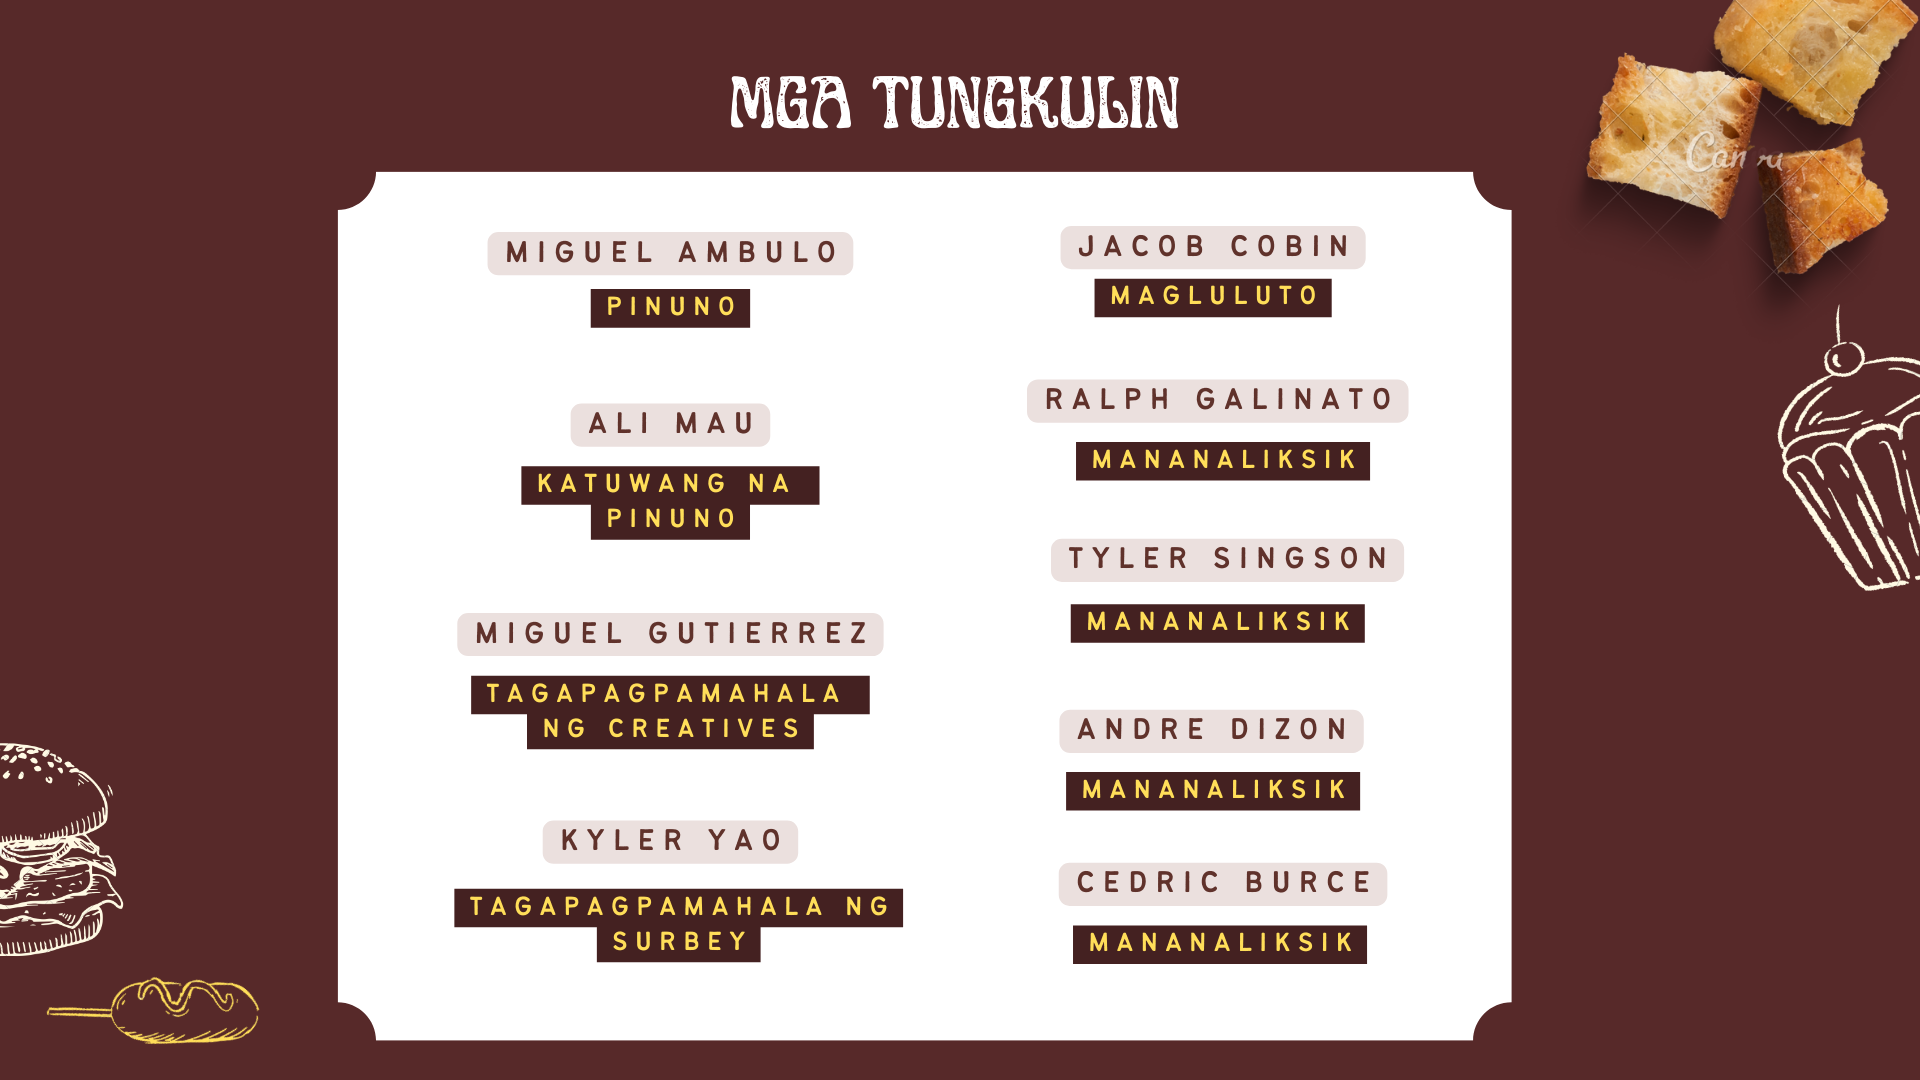 MGA TUNGKULIN
MIGUEL AMBULO
PINUNO
ALI MAU
KATUWANG NA
PINUNO
MIGUEL GUTIERREZ
TAGAPAGPAMAHALA
NG CREATIVES
KYLER YAO
TAGAPAGPAMAHALA NG
SURBEY
JACOB COBIN
MAGLULUTO
RALPH GALINATO
MANANALIKSIK
TYLER SINGSON
MANANALIKSIK
ANDRE DIZON
MANANALIKSIK
CEDRIC BURCE
MANANALIKSIK